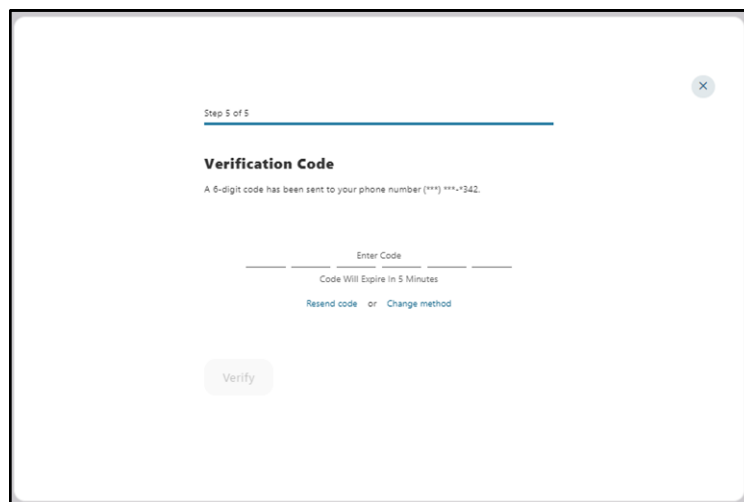 Step 5 of 5
Verification Code
A 6-digit code has been sent to your phone number (***) ***-*342.
Enter Code
Code Will Expire In 5 Minutes
Resend code or Change method
Verify